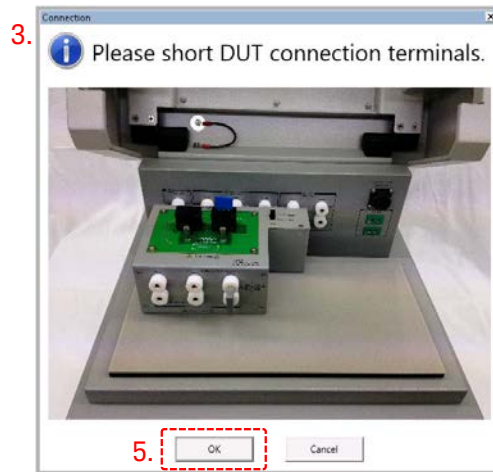 Connection
3.
Please short DUT connection terminals.
5.
OK
Cancel